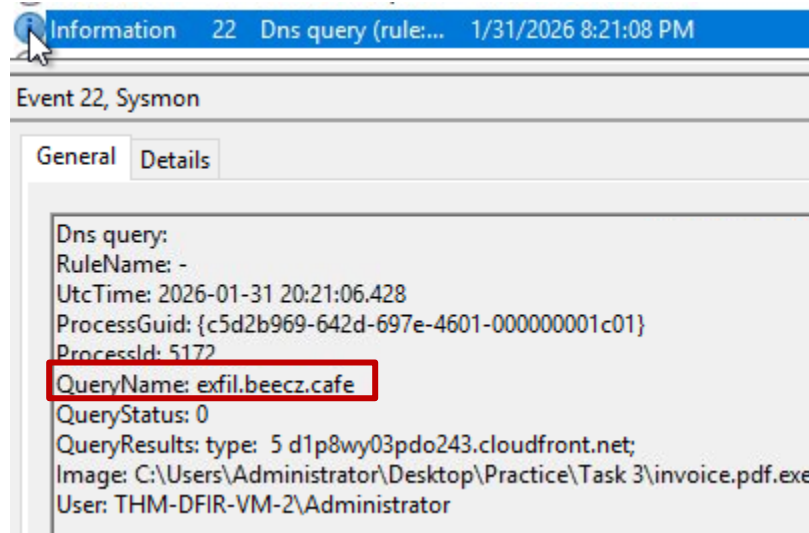 Information 22 Dns query (rule:... 1/31/2026 8:21:08 PM
Event 22, Sysmon
General Details
Dns query:
RuleName: -
UtcTime: 2026-01-31 20:21:06.428
ProcessGuid: {c5d2b969-642d-697e-4601-000000001c01}
ProcessId: 5172
QueryName: exfil.beecz.cafe
QueryStatus: 0
QueryResults: type:  5 d1p8wy03pdo243.cloudfront.net;
Image: C:\Users\Administrator\Desktop\Practice\Task 3\invoice.pdf.exe
User: THM-DFIR-VM-2\Administrator